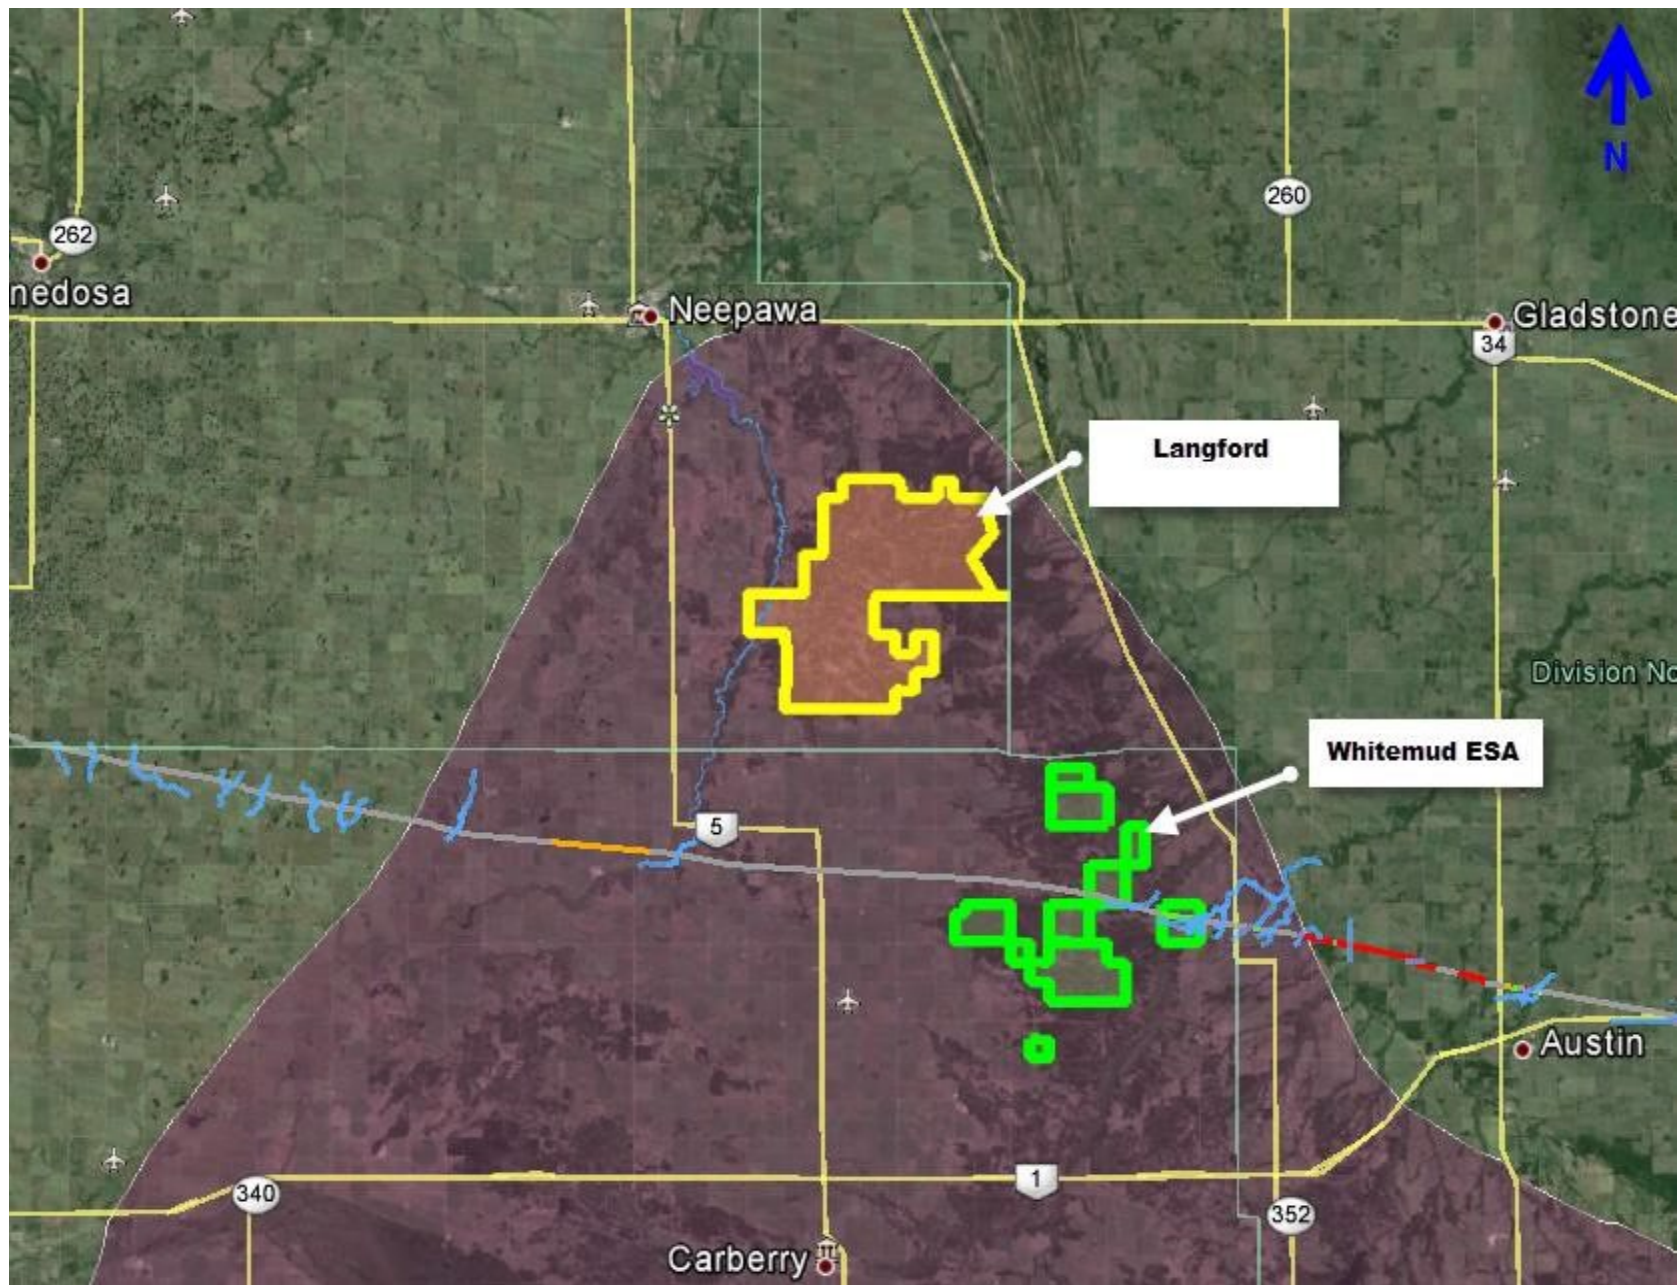 N
260
262
nedosa
Neepawa
Gladstone
34
Langford
Division No
Whitemud ESA
5
Austin
1
340
352
Carberry